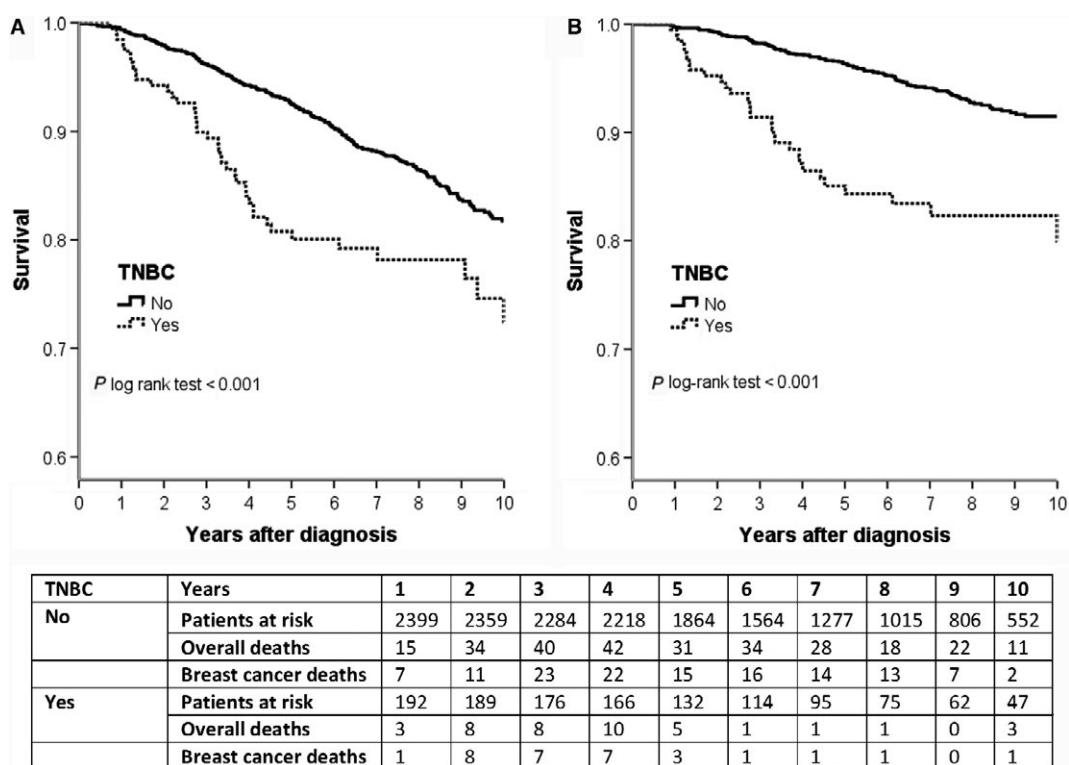 A
1.0
0.9
0.8
0.7
0.6
Survival
TNBC
No
Yes
P log rank test < 0.001
0 1 2 3 4 5 6 7 8 9 10
Years after diagnosis
B
1.0
0.9
0.8
0.7
0.6
Survival
TNBC
No
Yes
P log-rank test < 0.001
0 1 2 3 4 5 6 7 8 9 10
Years after diagnosis
TNBC Years 1 2 3 4 5 6 7 8 9 10
No Patients at risk 2399 2359 2284 2218 1864 1564 1277 1015 806 552
Overall deaths 15 34 40 42 31 34 28 18 22 11
Breast cancer deaths 7 11 23 22 15 16 14 13 7 2
Yes Patients at risk 192 189 176 166 132 114 95 75 62 47
Overall deaths 3 8 8 10 5 1 1 1 0 3
Breast cancer deaths 1 8 7 7 3 1 1 1 0 1